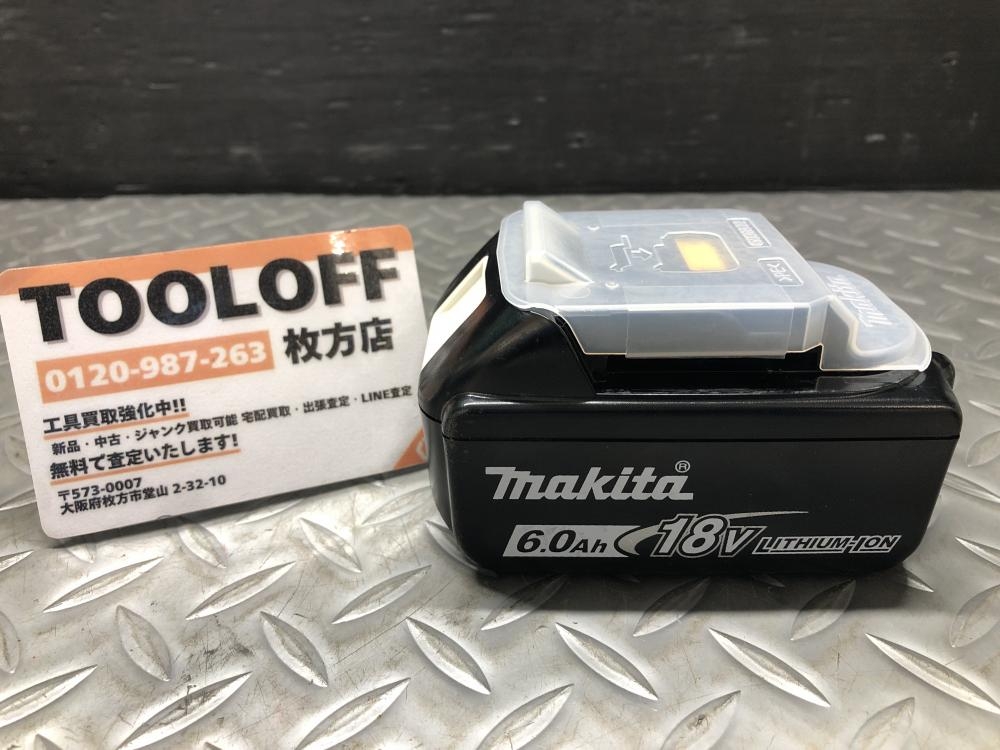 TOOLOFF
0120-987-263 枚方店
工具買取強化中!!
新品・中古・ジャンク買取可能 宅配買取・出張査定・LINE査定
無料で査定いたします!
〒573-0007
大阪府枚方市堂山 2-32-10
makita
makita®
6.0Ah 18V LITHIUM-ION